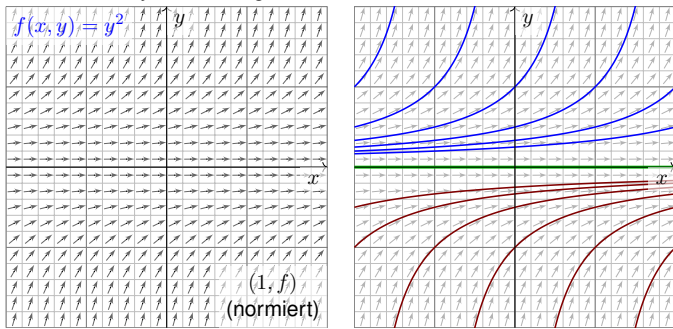 f(x, y) = y²
y
x
(1, f)
(normiert)
y
x